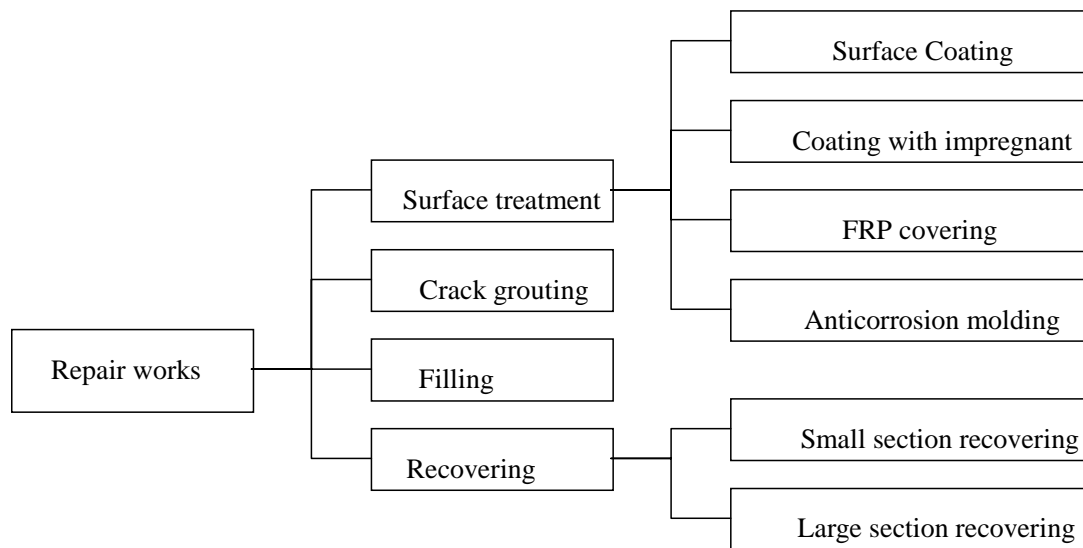 Surface Coating
Coating with impregnant
Surface treatment
FRP covering
Crack grouting
Anticorrosion molding
Repair works
Filling
Small section recovering
Recovering
Large section recovering